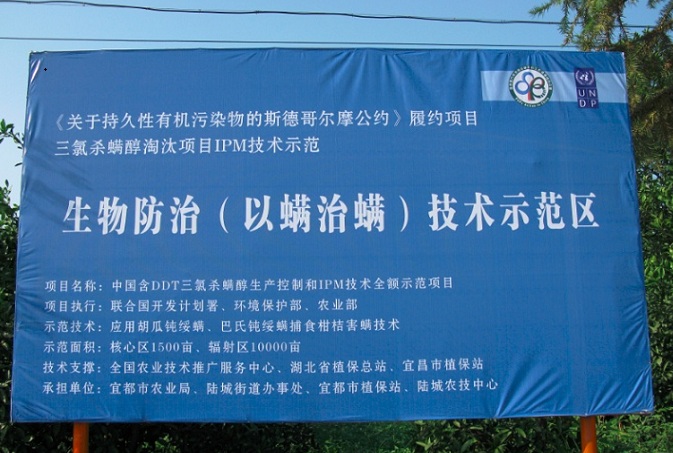 《关于持久性有机污染物的斯德哥尔摩公约》履约项目
三氯杀螨醇淘汰项目IPM技术示范
UN
DP
生物防治（以螨治螨）技术示范区
项目名称：中国含DDT三氯杀螨醇生产控制和IPM技术全额示范项目
项目执行：联合国开发计划署、环境保护部、农业部
示范技术：应用胡瓜钝绥螨、巴氏钝绥螨捕食柑桔害螨技术
示范面积：核心区1500亩、辐射区10000亩
技术支撑：全国农业技术推广服务中心、湖北省植保总站、宜昌市植保站
承担单位：宜都市农业局、陆城街道办事处、宜都市植保站、陆城农技中心